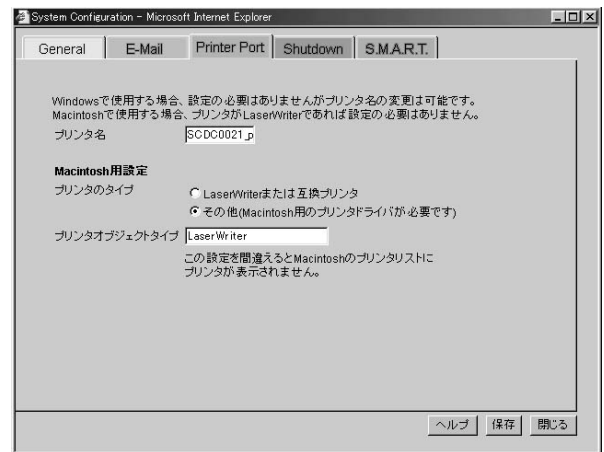 System Configuration - Microsoft Internet Explorer
General E-Mail Printer Port Shutdown S.M.A.R.T.
Windowsで使用する場合、設定の必要はありませんがプリンタ名の変更は可能です。
Macintoshで使用する場合、プリンタがLaserWriterであれば設定の必要はありません。
プリンタ名 SCDC0021_p
Macintosh用設定
プリンタのタイプ LaserWriterまたは互換プリンタ
その他(Macintosh用のプリンタドライバが必要です)
プリンタオブジェクトタイプ LaserWriter
この設定を間違えるとMacintoshのプリンタリストに
プリンタが表示されません。
ヘルプ 保存 閉じる